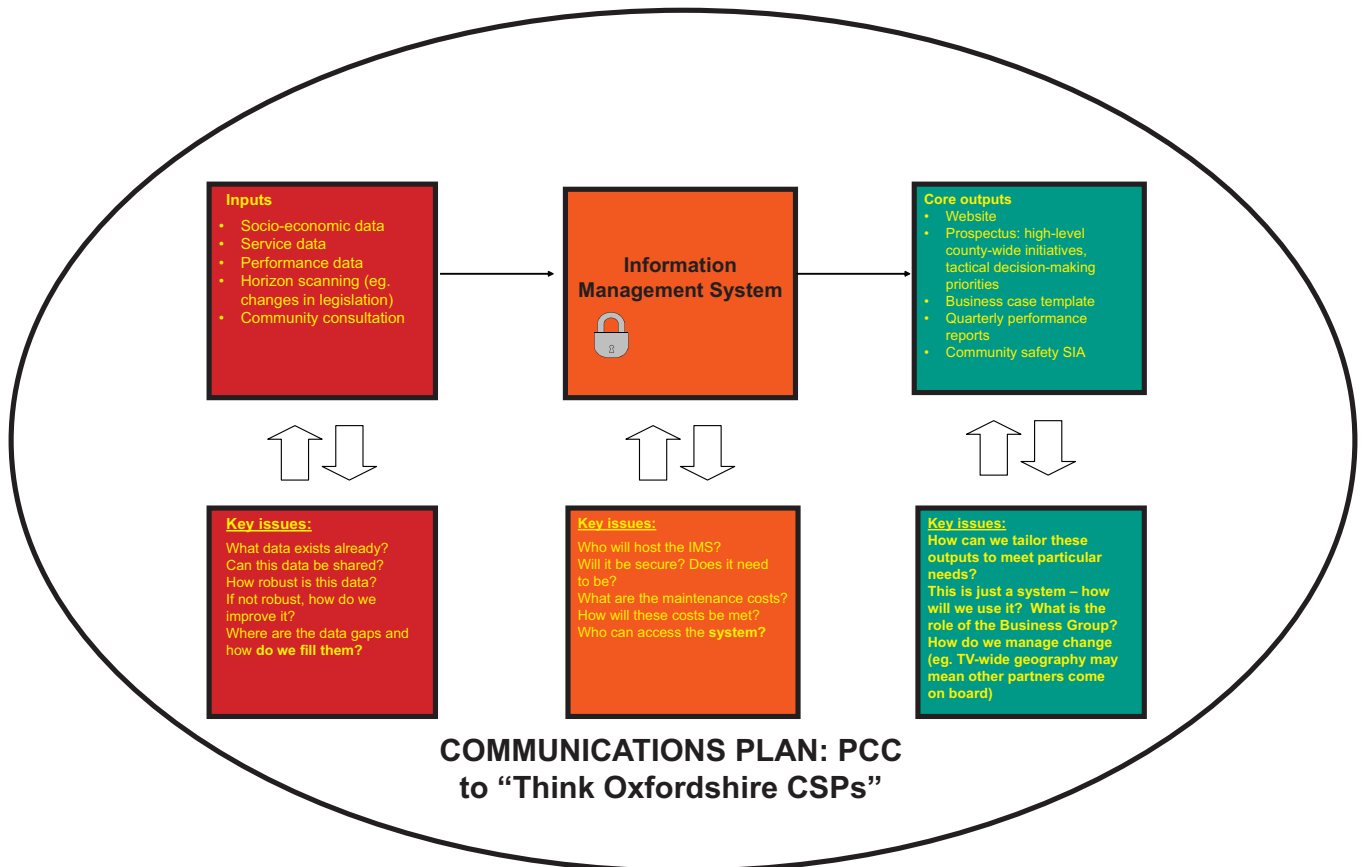 Inputs
• Socio-economic data
• Service data
• Performance data
• Horizon scanning (eg.
changes in legislation)
• Community consultation
Information
Management System
Core outputs
• Website
• Prospectus: high-level
county-wide initiatives,
tactical decision-making
priorities
• Business case template
• Quarterly performance
reports
• Community safety SIA
Key issues:
What data exists already?
Can this data be shared?
How robust is this data?
If not robust, how do we
improve it?
Where are the data gaps and
how do we fill them?
Key issues:
Who will host the IMS?
Will it be secure? Does it need
to be?
What are the maintenance costs?
How will these costs be met?
Who can access the system?
Key issues:
How can we tailor these
outputs to meet particular
needs?
This is just a system – how
will we use it? What is the
role of the Business Group?
How do we manage change
(eg. TV-wide geography may
mean other partners come
on board)
COMMUNICATIONS PLAN: PCC
to “Think Oxfordshire CSPs”